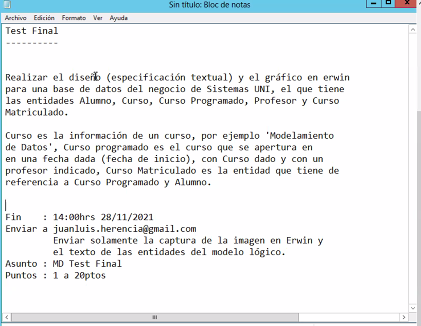 Sin título: Bloc de notas
Archivo Edición Formato Ver Ayuda
Test Final
----------
Realizar el diseño (especificación textual) y el gráfico en erwin
para una base de datos del negocio de Sistemas UNI, el que tiene
las entidades Alumno, Curso, Curso Programado, Profesor y Curso
Matriculado.
Curso es la información de un curso, por ejemplo 'Modelamiento
de Datos', Curso programado es el curso que se apertura en
en una fecha dada (fecha de inicio), con Curso dado y con un
profesor indicado, Curso Matriculado es la entidad que tiene de
referencia a Curso Programado y Alumno.
Fin : 14:00hrs 28/11/2021
Enviar a juanluis.herencia@gmail.com
Enviar solamente la captura de la imagen en Erwin y
el texto de las entidades del modelo lógico.
Asunto : MD Test Final
Puntos : 1 a 20ptos